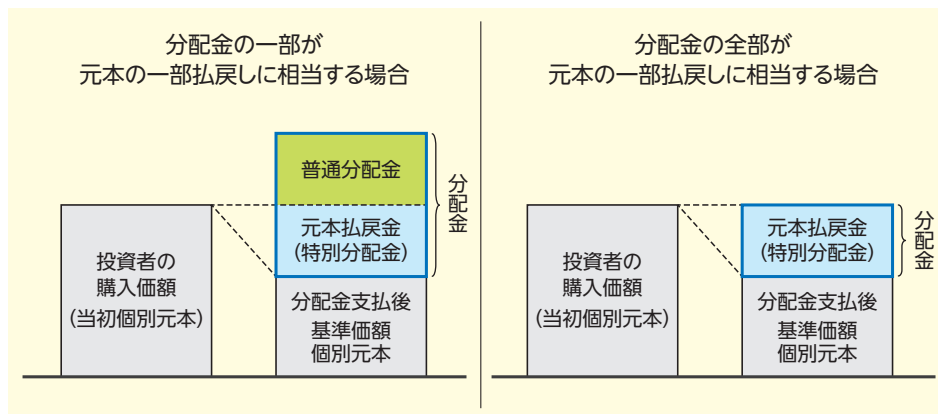 分配金の一部が
元本の一部払戻しに相当する場合
普通分配金
元本払戻金
(特別分配金)
分配金
投資者の
購入価額
(当初個別元本)
分配金支払後
基準価額
個別元本
分配金の全部が
元本の一部払戻しに相当する場合
元本払戻金
(特別分配金)
分配金
投資者の
購入価額
(当初個別元本)
分配金支払後
基準価額
個別元本